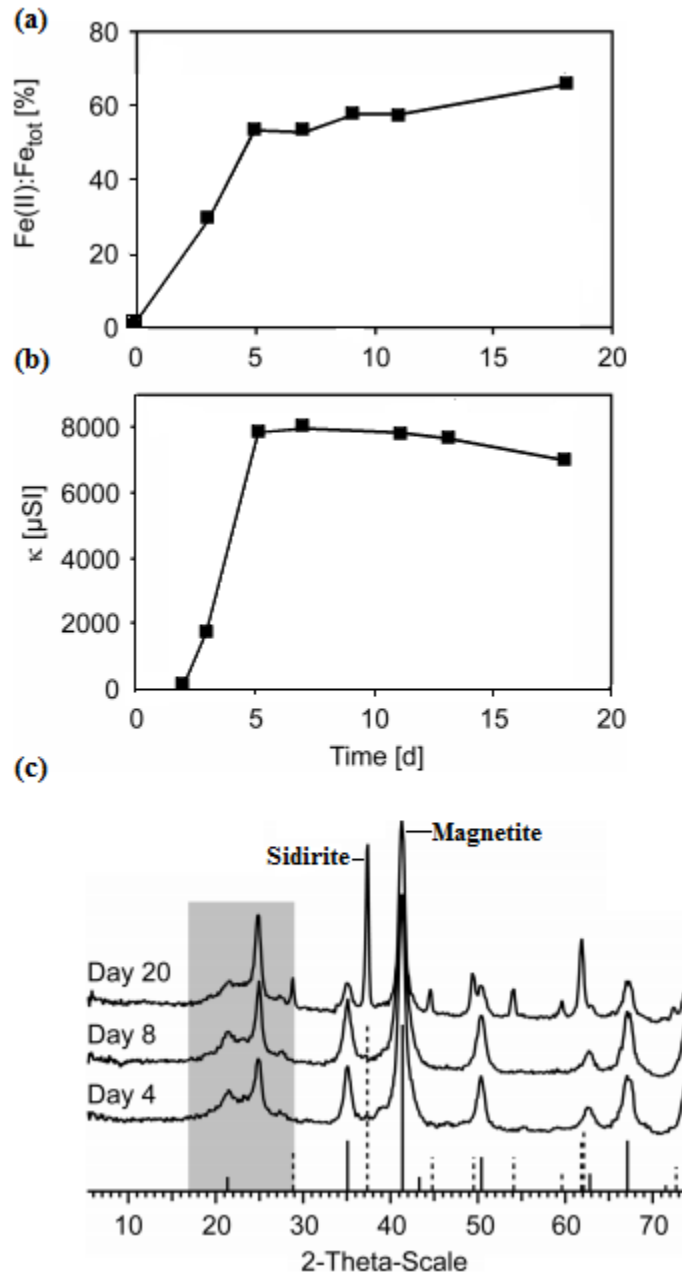 (a)
Fe(II):Fetot [%]
80
60
40
20
0
0 5 10 15 20
(b)
κ [µSI]
8000
6000
4000
2000
0
0 5 10 15 20
Time [d]
(c)
Sidirite
Magnetite
Day 20
Day 8
Day 4
10 20 30 40 50 60 70
2-Theta-Scale